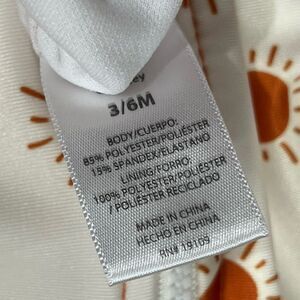 3/6M
BODY/CUERPO:
85% POLYESTER/POLIÉSTER
15% SPANDEX/ELASTANO
LINING/FORRO:
100% POLYESTER/POLIÉSTER
/ POLIÉSTER RECICLADO
MADE IN CHINA
HECHO EN CHINA
RN# 19109